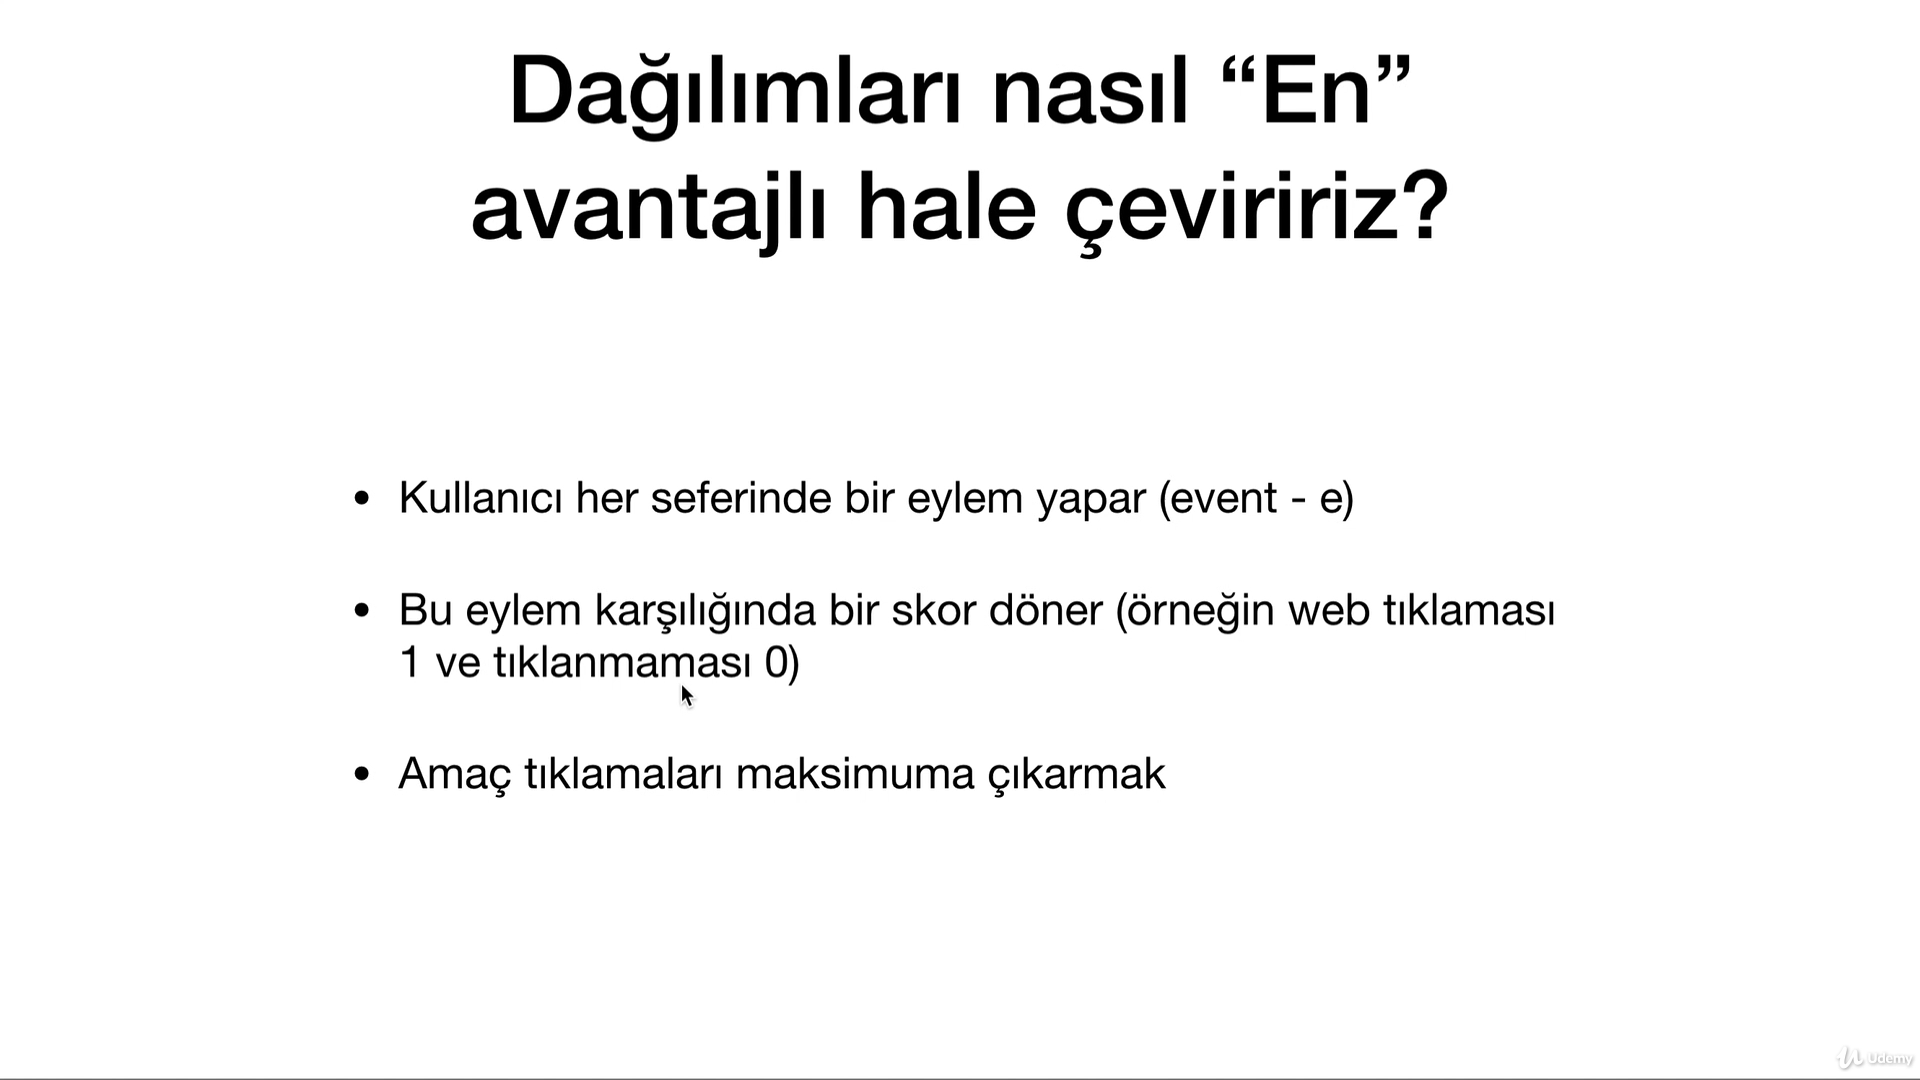 Dağılımları nasıl “En”
avantajlı hale çeviririz?
• Kullanıcı her seferinde bir eylem yapar (event - e)
• Bu eylem karşılığında bir skor döner (örneğin web tıklaması
1 ve tıklanmaması 0)
• Amaç tıklamaları maksimuma çıkarmak
Udemy